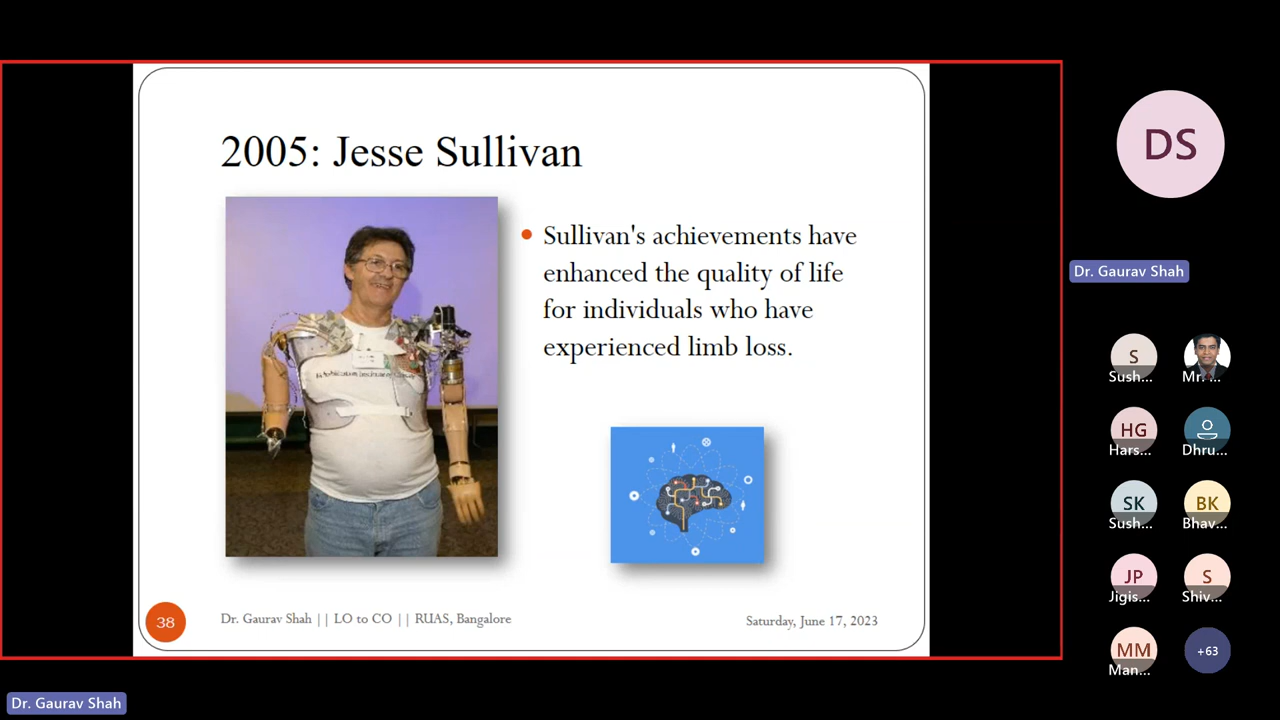 2005: Jesse Sullivan
Sullivan's achievements have
enhanced the quality of life
for individuals who have
experienced limb loss.
38
Dr. Gaurav Shah || LO to CO || RUAS, Bangalore
Saturday, June 17, 2023
DS
Dr. Gaurav Shah
S
Sush...
Mr. ...
HG
Hars...
Dhru...
SK
Sush...
BK
Bhav...
JP
Jigis...
S
Shiv...
MM
Man...
+63
Dr. Gaurav Shah